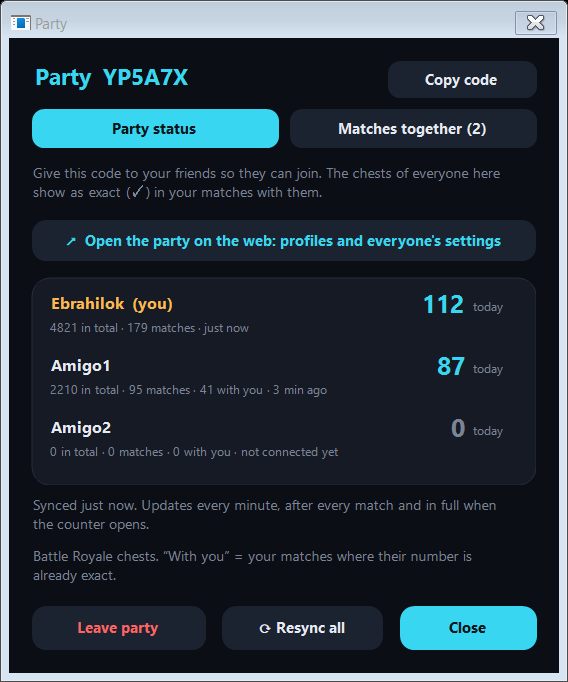 Party
Party YP5A7X
Copy code
Party status
Matches together (2)
Give this code to your friends so they can join. The chests of everyone here
show as exact (✓) in your matches with them.
↗ Open the party on the web: profiles and everyone's settings
Ebrahilok (you)
112 today
4821 in total · 179 matches · just now
Amigo1
87 today
2210 in total · 95 matches · 41 with you · 3 min ago
Amigo2
0 today
0 in total · 0 matches · 0 with you · not connected yet
Synced just now. Updates every minute, after every match and in full when
the counter opens.
Battle Royale chests. “With you” = your matches where their number is
already exact.
Leave party
⟳ Resync all
Close